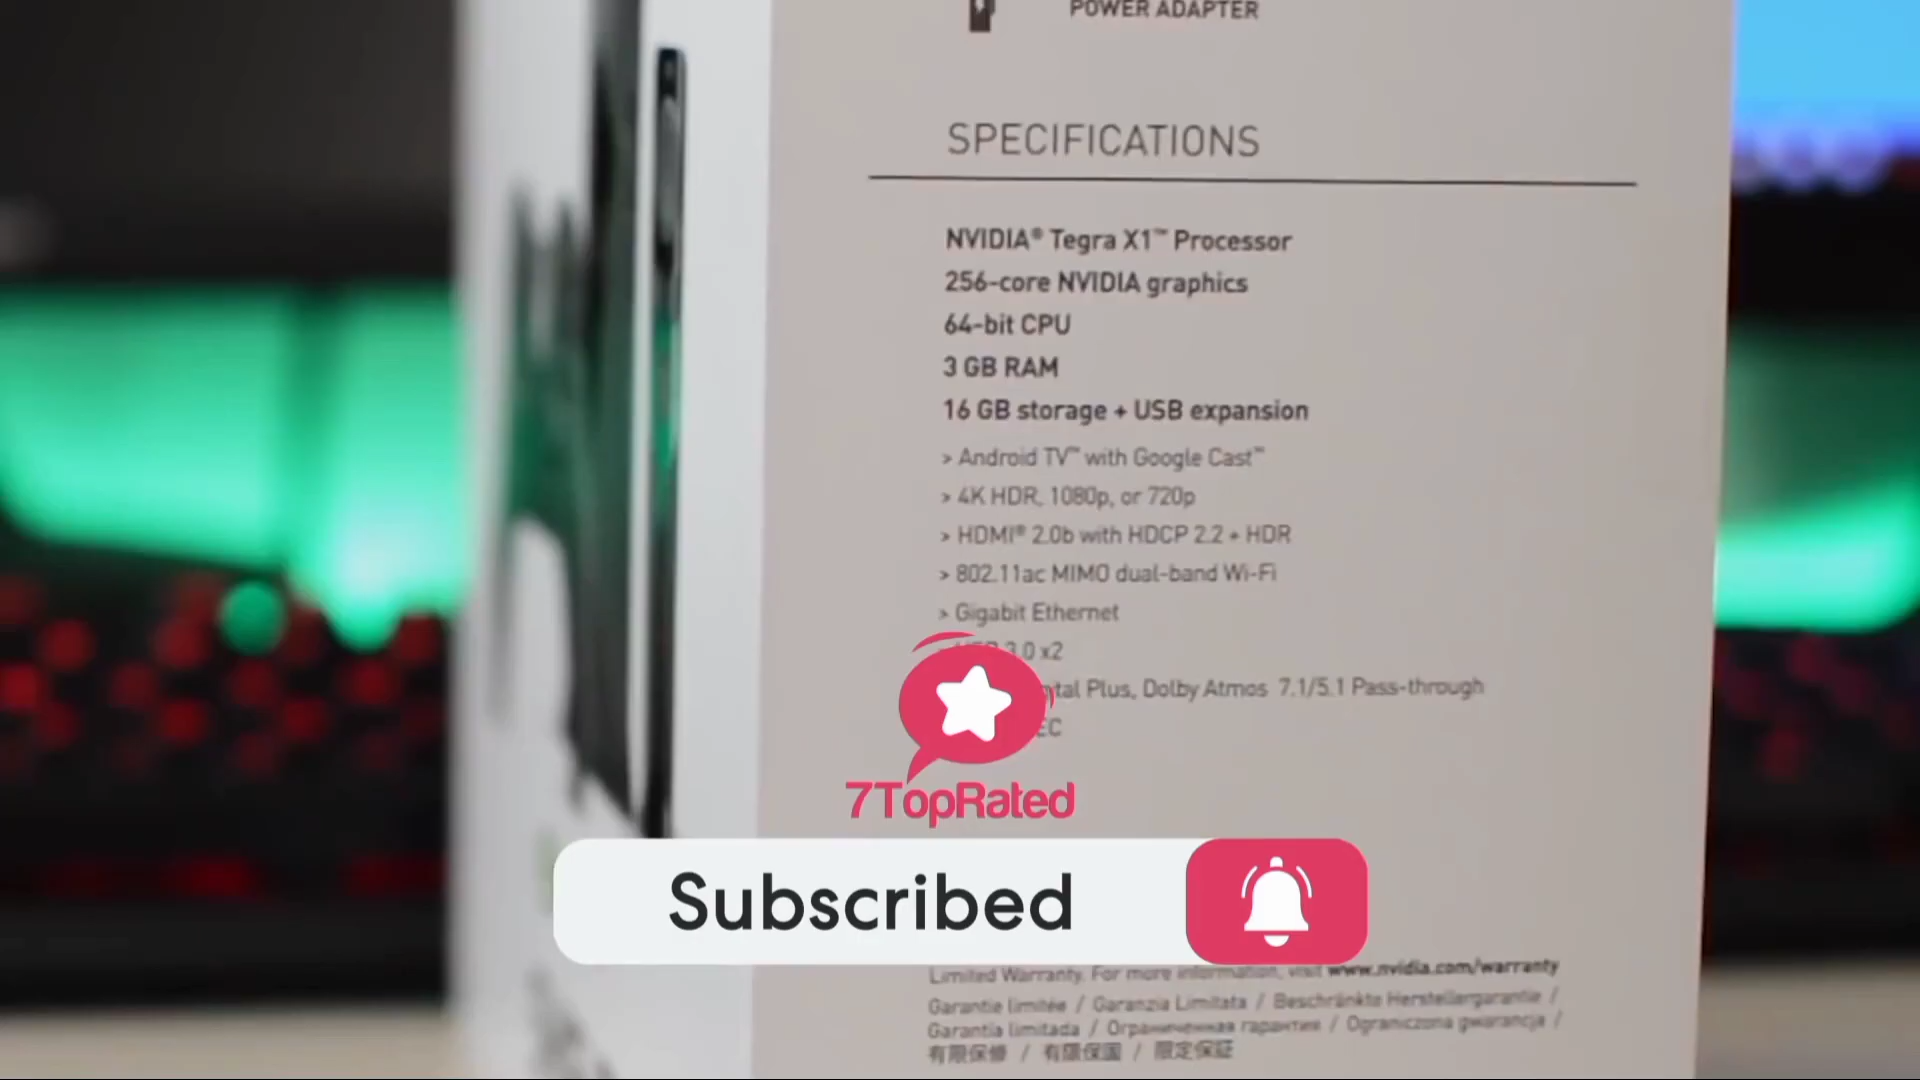 POWER ADAPTER
SPECIFICATIONS
NVIDIA® Tegra X1™ Processor
256-core NVIDIA graphics
64-bit CPU
3 GB RAM
16 GB storage + USB expansion
> Android TV™ with Google Cast™
> 4K HDR, 1080p, or 720p
> HDMI® 2.0b with HDCP 2.2 + HDR
> 802.11ac MIMO dual-band Wi-Fi
> Gigabit Ethernet
3.0 x2
Plus, Dolby Atmos 7.1/5.1 Pass-through
7TopRated
Subscribed
Limited Warranty. For more information, visit www.nvidia.com/warranty
Garantie limitée / Garanzia Limitata / Beschränkte Herstellergarantie /
Garantía limitada / Ограниченная гарантия / Ograniczona gwarancja /
有限保修 / 有限保固 / 限定保証